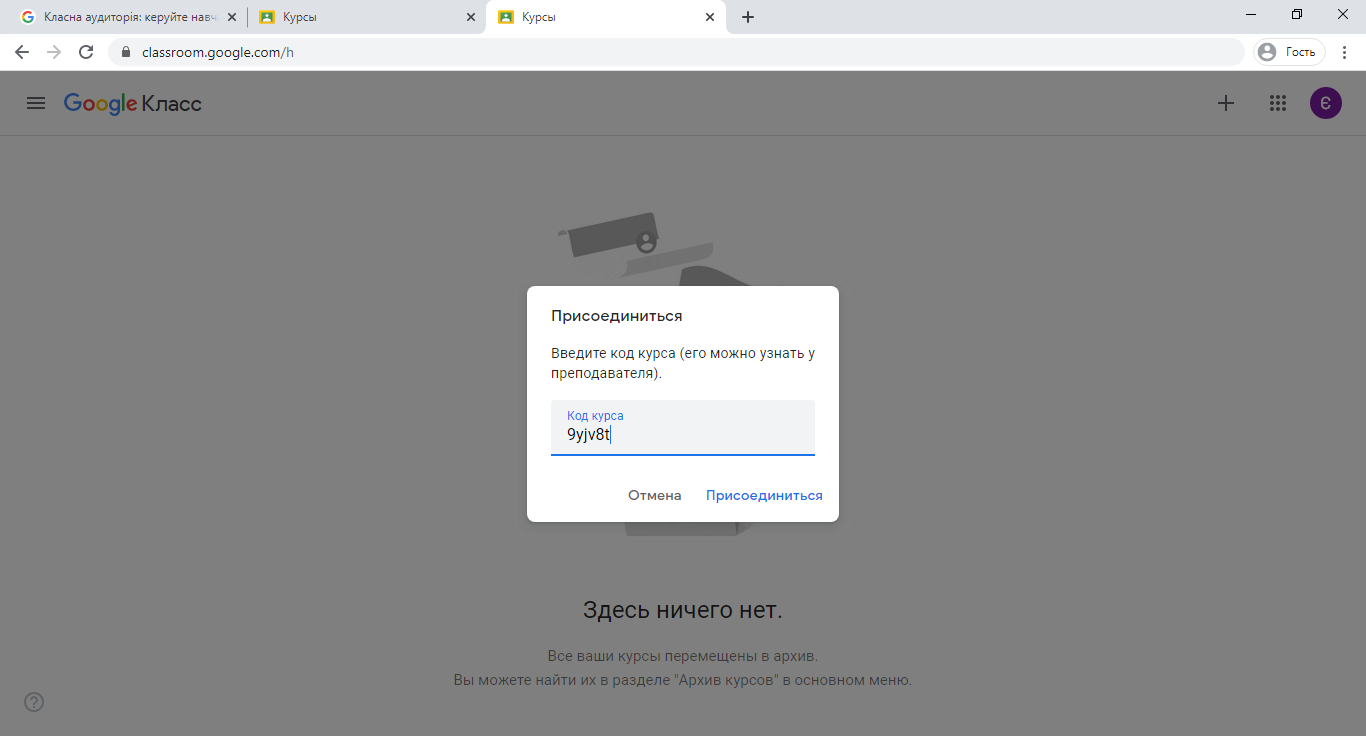 Класна аудиторія: керуйте навч
Курсы
Курсы
classroom.google.com/h
Гость
Google Класс
Є
Присоединиться
Введите код курса (его можно узнать у
преподавателя).
Код курса
9yjv8t
Отмена
Присоединиться
Здесь ничего нет.
Все ваши курсы перемещены в архив.
Вы можете найти их в разделе "Архив курсов" в основном меню.